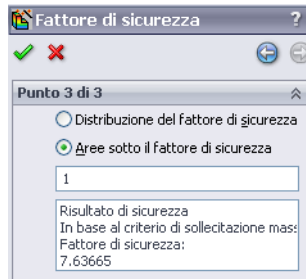 Fattore di sicurezza ?
Punto 3 di 3
Distribuzione del fattore di sicurezza
Aree sotto il fattore di sicurezza
1
Risultato di sicurezza
In base al criterio di sollecitazione mas
Fattore di sicurezza:
7.63665